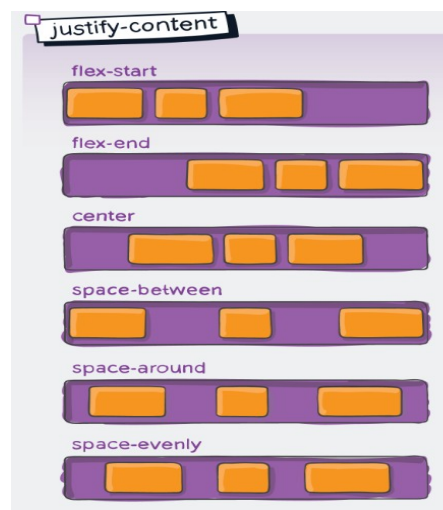 justify-content
flex-start
flex-end
center
space-between
space-around
space-evenly